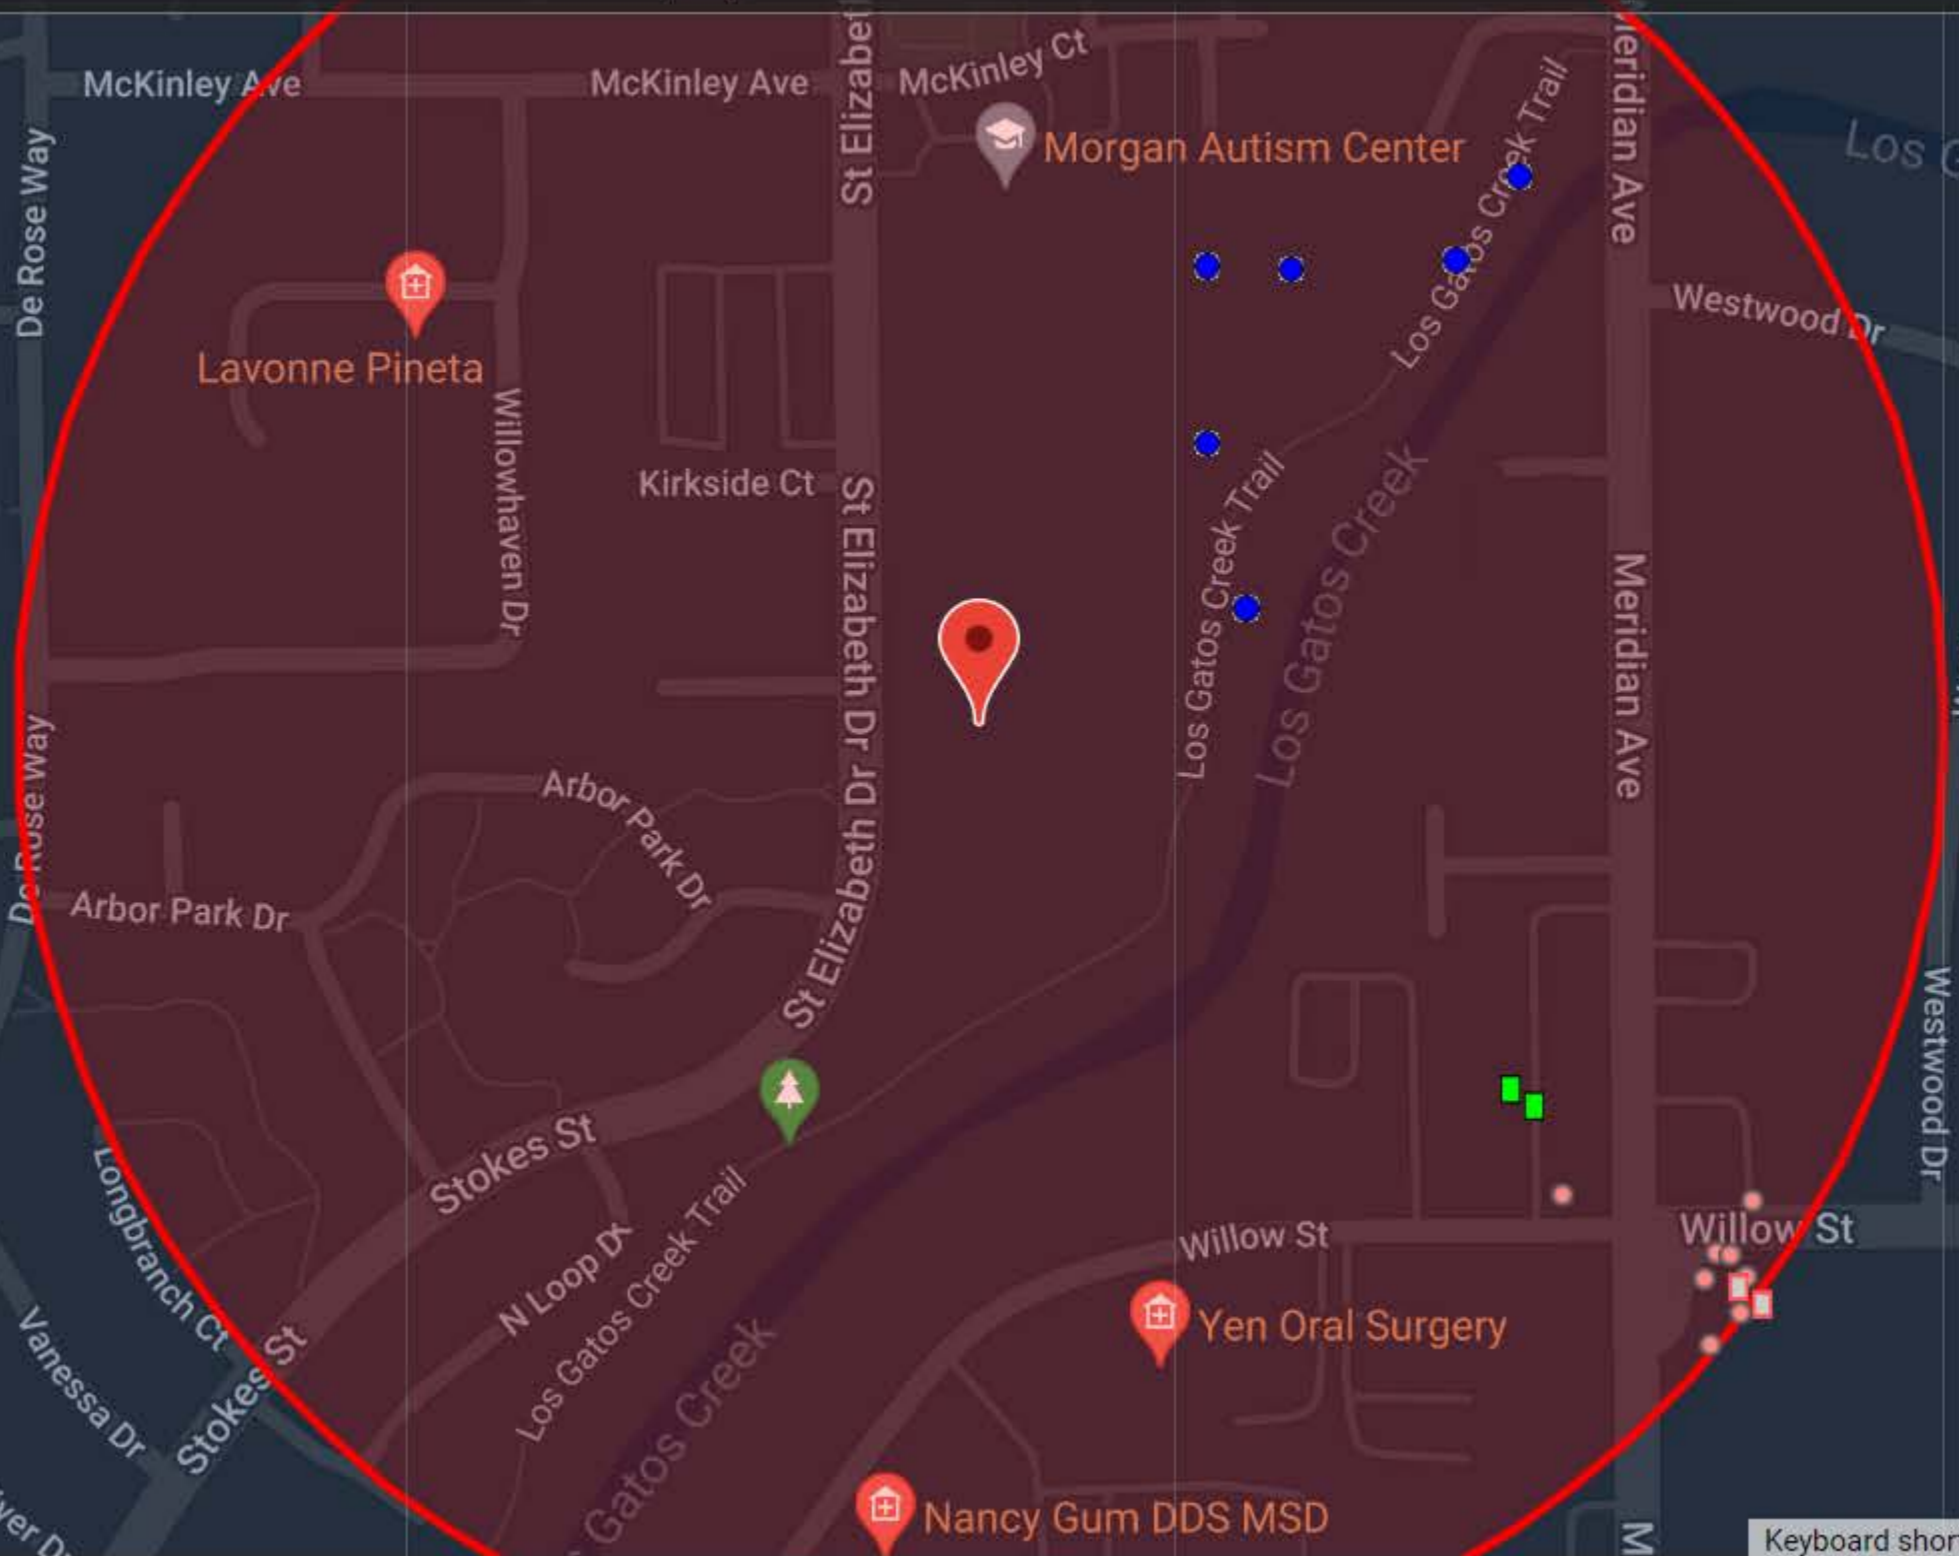 McKinley Ave
McKinley Ave
McKinley Ct
St Elizabet
Meridian Ave
Morgan Autism Center
Los Gatos Creek Trail
Los G
De Rose Way
Westwood Dr
Lavonne Pineta
Willowhaven Dr
Kirkside Ct
Los Gatos Creek Trail
Los Gatos Creek
St Elizabeth Dr
Meridian Ave
De Rose Way
Arbor Park Dr
Arbor Park Dr
St Elizabeth Dr
Westwood Dr
Stokes St
Longbranch Ct
N Loop Dr
Los Gatos Creek Trail
Willow St
Willow St
Yen Oral Surgery
Vanessa Dr
Stokes St
Gatos Creek
Nancy Gum DDS MSD
M
Keyboard shor